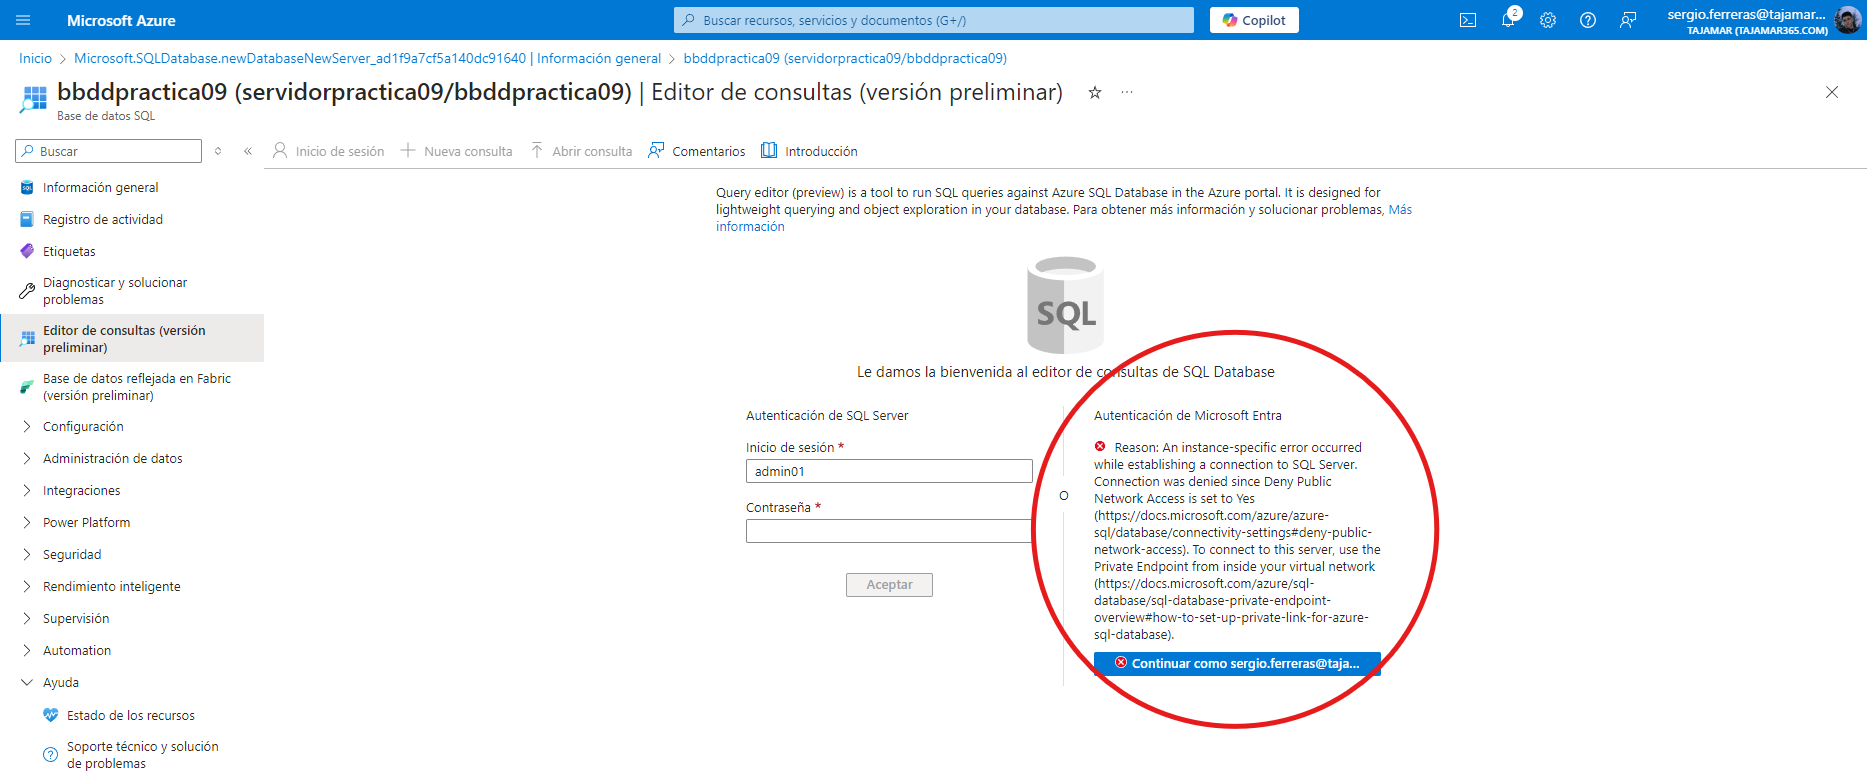 Microsoft Azure
Buscar recursos, servicios y documentos (G+/)
Copilot
2
sergio.ferreras@tajamar...
TAJAMAR (TAJAMAR365.COM)
Inicio > Microsoft.SQLDatabase.newDatabaseNewServer_ad1f9a7cf5a140dc91640 | Información general > bbddpractica09 (servidorpractica09/bbddpractica09)
bbddpractica09 (servidorpractica09/bbddpractica09) | Editor de consultas (versión preliminar)
Base de datos SQL
Buscar
Inicio de sesión
Nueva consulta
Abrir consulta
Comentarios
Introducción
Información general
Registro de actividad
Etiquetas
Diagnosticar y solucionar
problemas
Editor de consultas (versión
preliminar)
Base de datos reflejada en Fabric
(versión preliminar)
Configuración
Administración de datos
Integraciones
Power Platform
Seguridad
Rendimiento inteligente
Supervisión
Automation
Ayuda
Estado de los recursos
Soporte técnico y solución
de problemas
Query editor (preview) is a tool to run SQL queries against Azure SQL Database in the Azure portal. It is designed for
lightweight querying and object exploration in your database. Para obtener más información y solucionar problemas, Más
información
SQL
Le damos la bienvenida al editor de consultas de SQL Database
Autenticación de SQL Server
Inicio de sesión *
admin01
Contraseña *
Aceptar
O
Autenticación de Microsoft Entra
Reason: An instance-specific error occurred
while establishing a connection to SQL Server.
Connection was denied since Deny Public
Network Access is set to Yes
(https://docs.microsoft.com/azure/azure-
sql/database/connectivity-settings#deny-public-
network-access). To connect to this server, use the
Private Endpoint from inside your virtual network
(https://docs.microsoft.com/azure/sql-
database/sql-database-private-endpoint-
overview#how-to-set-up-private-link-for-azure-
sql-database).
Continuar como sergio.ferreras@taja...